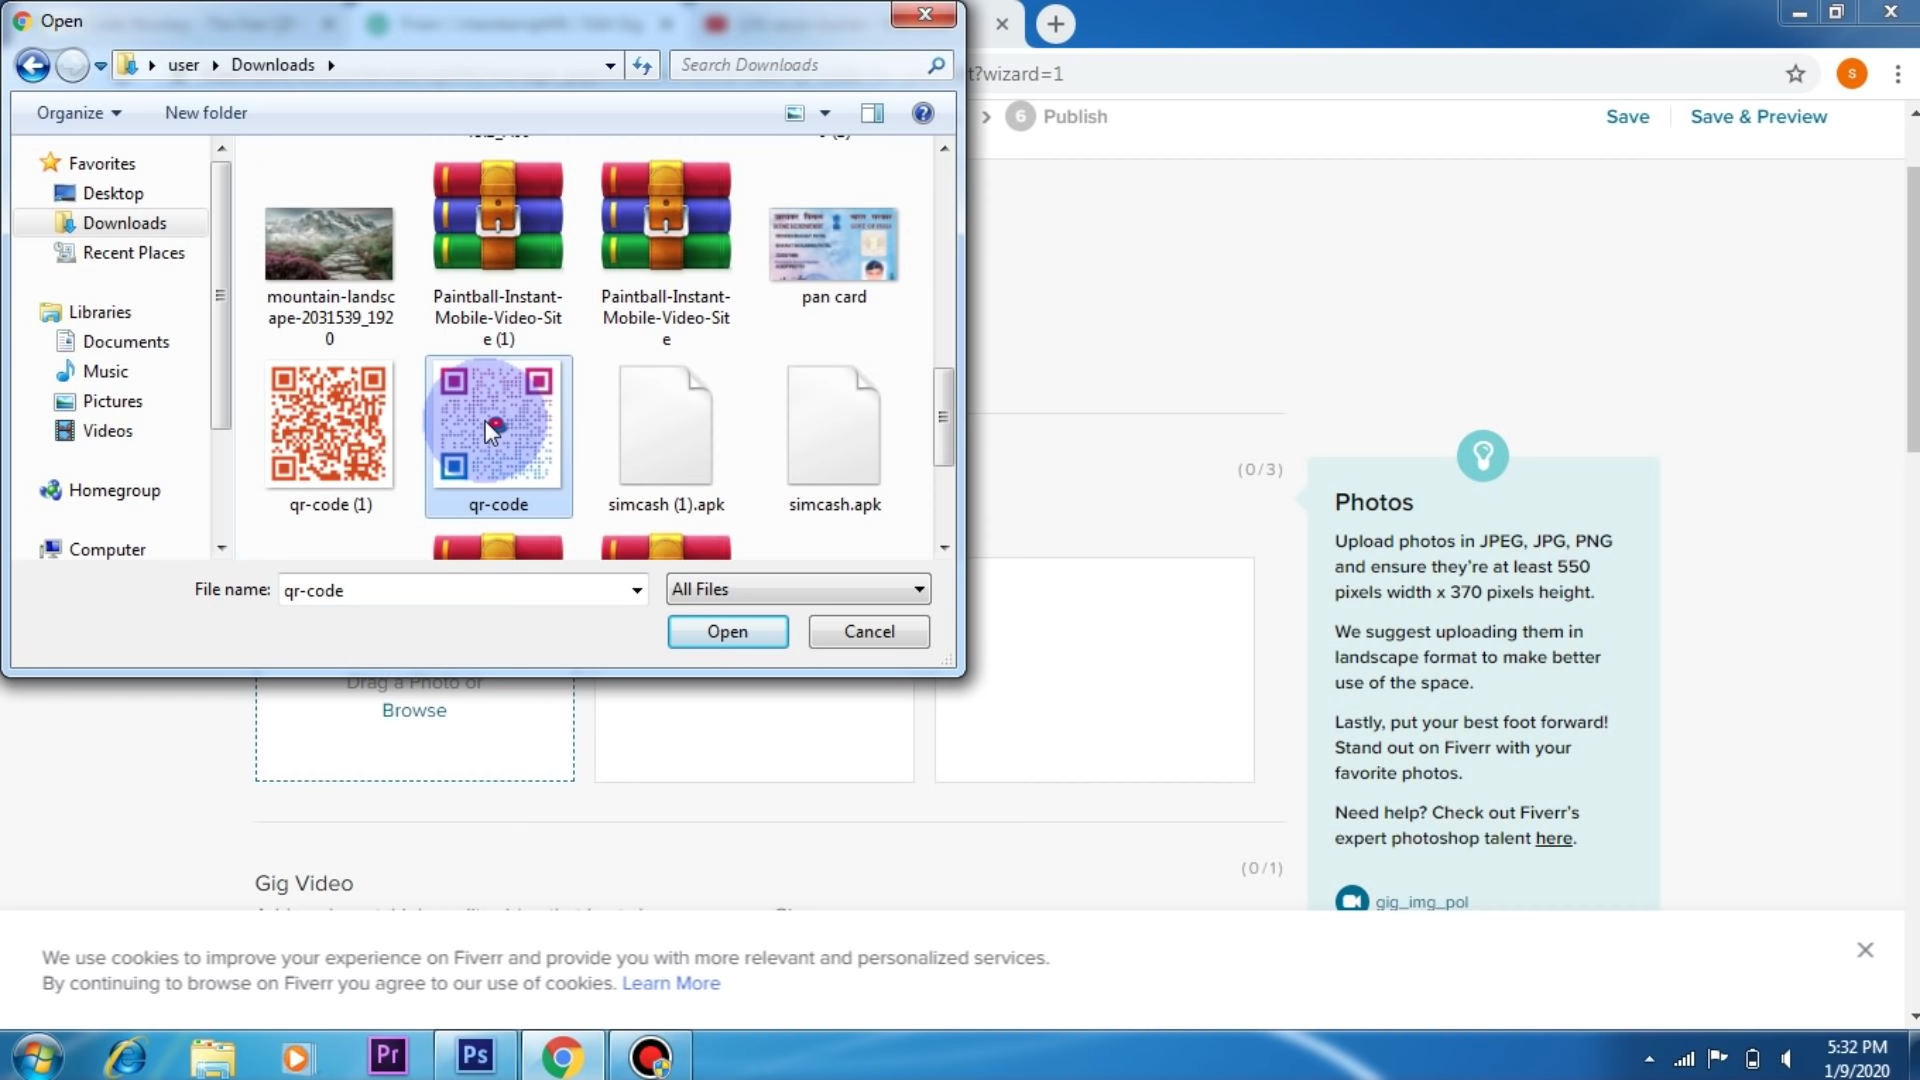 Open
t?wizard=1
S
user
Downloads
Search Downloads
Organize
New folder
6
Publish
Save
Save & Preview
Favorites
Desktop
Downloads
Recent Places
Libraries
Documents
Music
Pictures
Videos
Homegroup
Computer
mountain-landsc
ape-2031539_192
0
Paintball-Instant-
Mobile-Video-Sit
e (1)
Paintball-Instant-
Mobile-Video-Sit
e
pan card
qr-code (1)
qr-code
simcash (1).apk
simcash.apk
File name:
qr-code
All Files
Open
Cancel
(0/3)
Drag a Photo or
Browse
Photos
Upload photos in JPEG, JPG, PNG
and ensure they're at least 550
pixels width x 370 pixels height.
We suggest uploading them in
landscape format to make better
use of the space.
Lastly, put your best foot forward!
Stand out on Fiverr with your
favorite photos.
Need help? Check out Fiverr's
expert photoshop talent here.
gig_img_pol
Gig Video
(0/1)
We use cookies to improve your experience on Fiverr and provide you with more relevant and personalized services.
By continuing to browse on Fiverr you agree to our use of cookies. Learn More
Pr
Ps
5:32 PM
1/9/2020